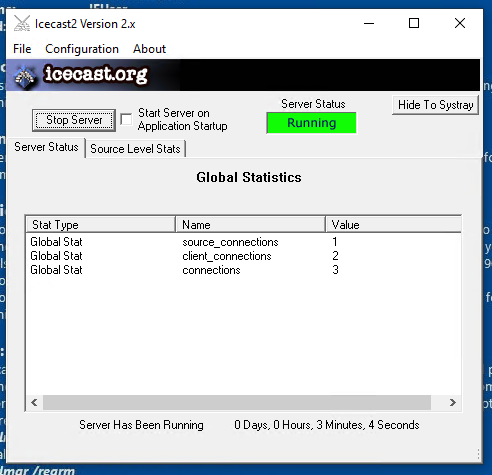 Icecast2 Version 2.x
File Configuration About
icecast.org
Stop Server
Start Server on
Application Startup
Server Status
Running
Hide To Systray
Server Status
Source Level Stats
Global Statistics
Stat Type Name Value
Global Stat source_connections 1
Global Stat client_connections 2
Global Stat connections 3
Server Has Been Running 0 Days, 0 Hours, 3 Minutes, 4 Seconds
/rearm